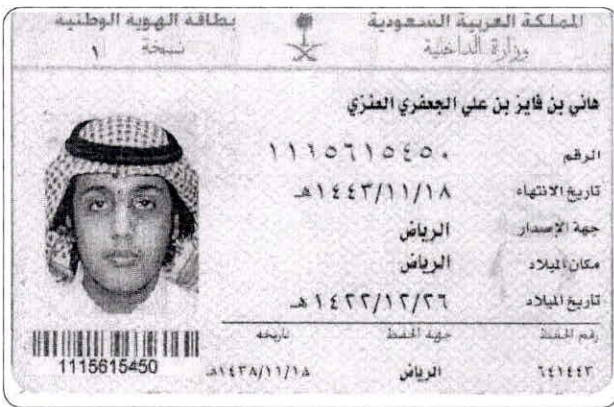 المملكة العربية السعودية
وزارة الداخلية
بطاقة الهوية الوطنية
نسخة ١
هاني بن فايز بن علي الجعفري العنزي
الرقم ١١١٥٦١٥٤٥٠
تاريخ الانتهاء ١٤٤٣/١١/١٨هـ
جهة الإصدار الرياض
مكان الميلاد الرياض
تاريخ الميلاد ١٤٢٢/١٢/٢٦هـ
رقم الحفظ جهة الحفظ تاريخه
٦٤١٤٤٣ الرياض ١٤٣٨/١١/١٥هـ
1115615450